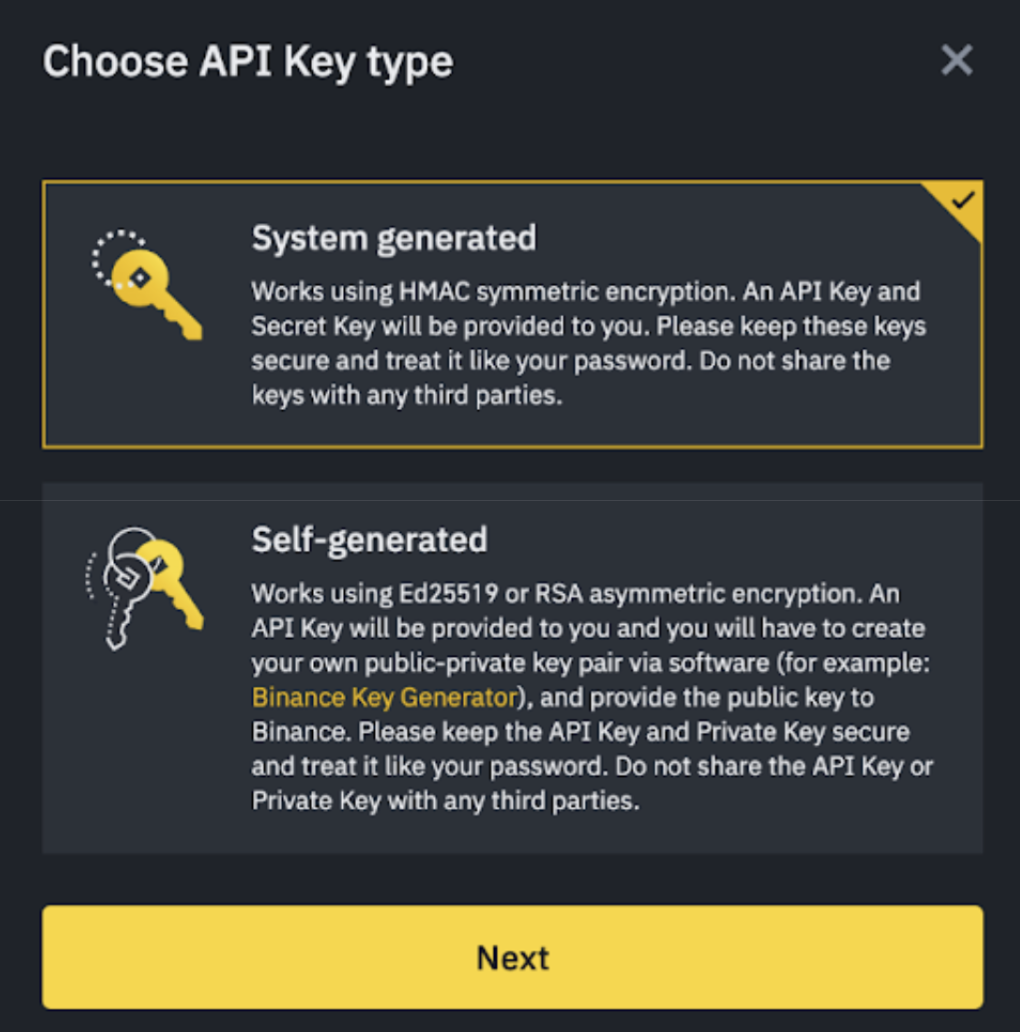 Choose API Key type
System generated
Works using HMAC symmetric encryption. An API Key and
Secret Key will be provided to you. Please keep these keys
secure and treat it like your password. Do not share the
keys with any third parties.
Self-generated
Works using Ed25519 or RSA asymmetric encryption. An
API Key will be provided to you and you will have to create
your own public-private key pair via software (for example:
Binance Key Generator), and provide the public key to
Binance. Please keep the API Key and Private Key secure
and treat it like your password. Do not share the API Key or
Private Key with any third parties.
Next